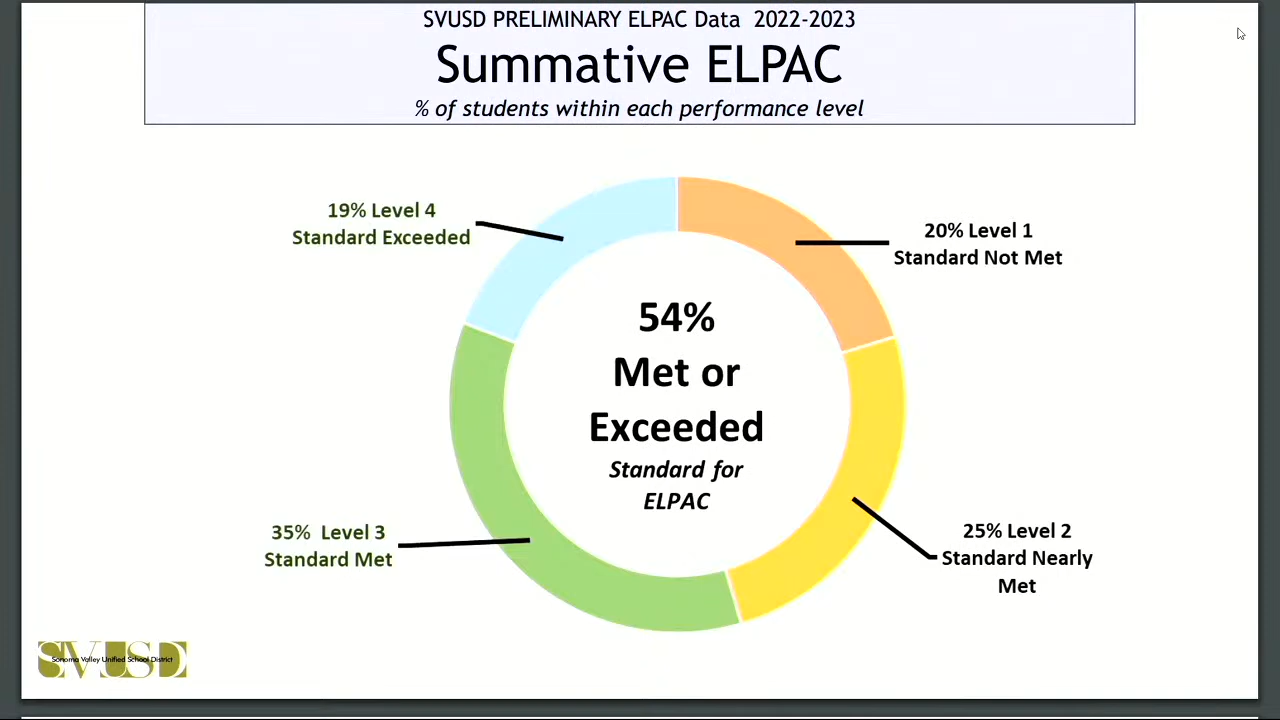 SVUSD PRELIMINARY ELPAC Data 2022-2023
Summative ELPAC
% of students within each performance level
19% Level 4
Standard Exceeded
20% Level 1
Standard Not Met
54%
Met or
Exceeded
Standard for
ELPAC
35% Level 3
Standard Met
25% Level 2
Standard Nearly
Met
SVUSD
Sonoma Valley Unified School District